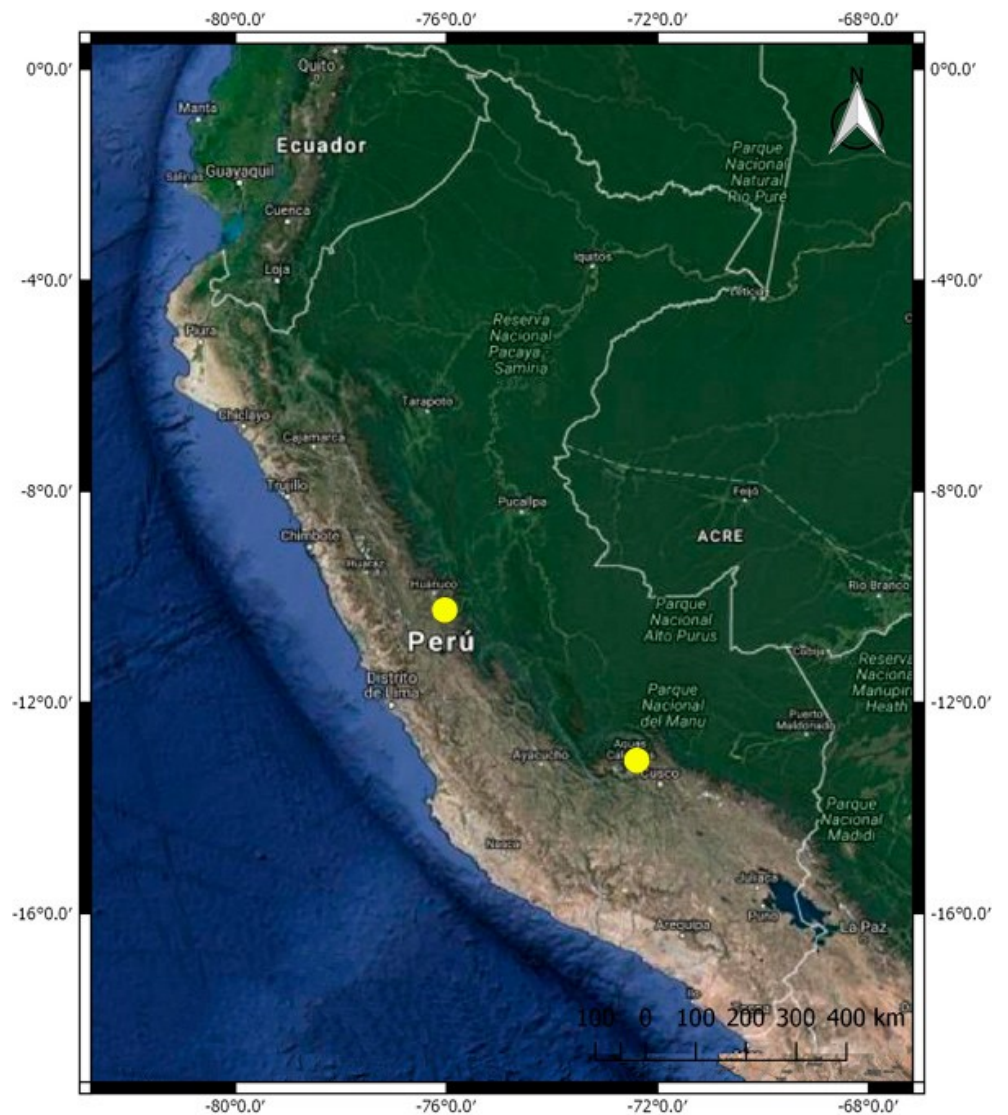 -80°0.0′ -76°0.0′ -72°0.0′ -68°0.0′
0°0.0′
0°0.0′
N
Quito
Manta
Ecuador
Parque
Nacional
Natural
Río Puré
Salinas
Guayaquil
Cuenca
Loja
Iquitos
-4°0.0′
-4°0.0′
Leticia
Piura
Reserva
Nacional
Pacaya -
Samiria
Tarapoto
Chiclayo
Cajamarca
Trujillo
-8°0.0′
-8°0.0′
Pucallpa
Feijó
Chimbote
ACRE
Huaraz
Huánuco
Rio Branco
Parque
Nacional
Alto Purus
Perú
Cobija
Reserva
Naciona
Manupir
Heath
Distrito
de Lima
-12°0.0′
-12°0.0′
Parque
Nacional
del Manu
Puerto
Maldonado
Ayacucho
Aguas
Cusco
Parque
Nacional
Madidi
Nasca
Juliaca
Puno
-16°0.0′
-16°0.0′
Arequipa
La Paz
Ilo
Tacna
100 0 100 200 300 400 km
-80°0.0′ -76°0.0′ -72°0.0′ -68°0.0′